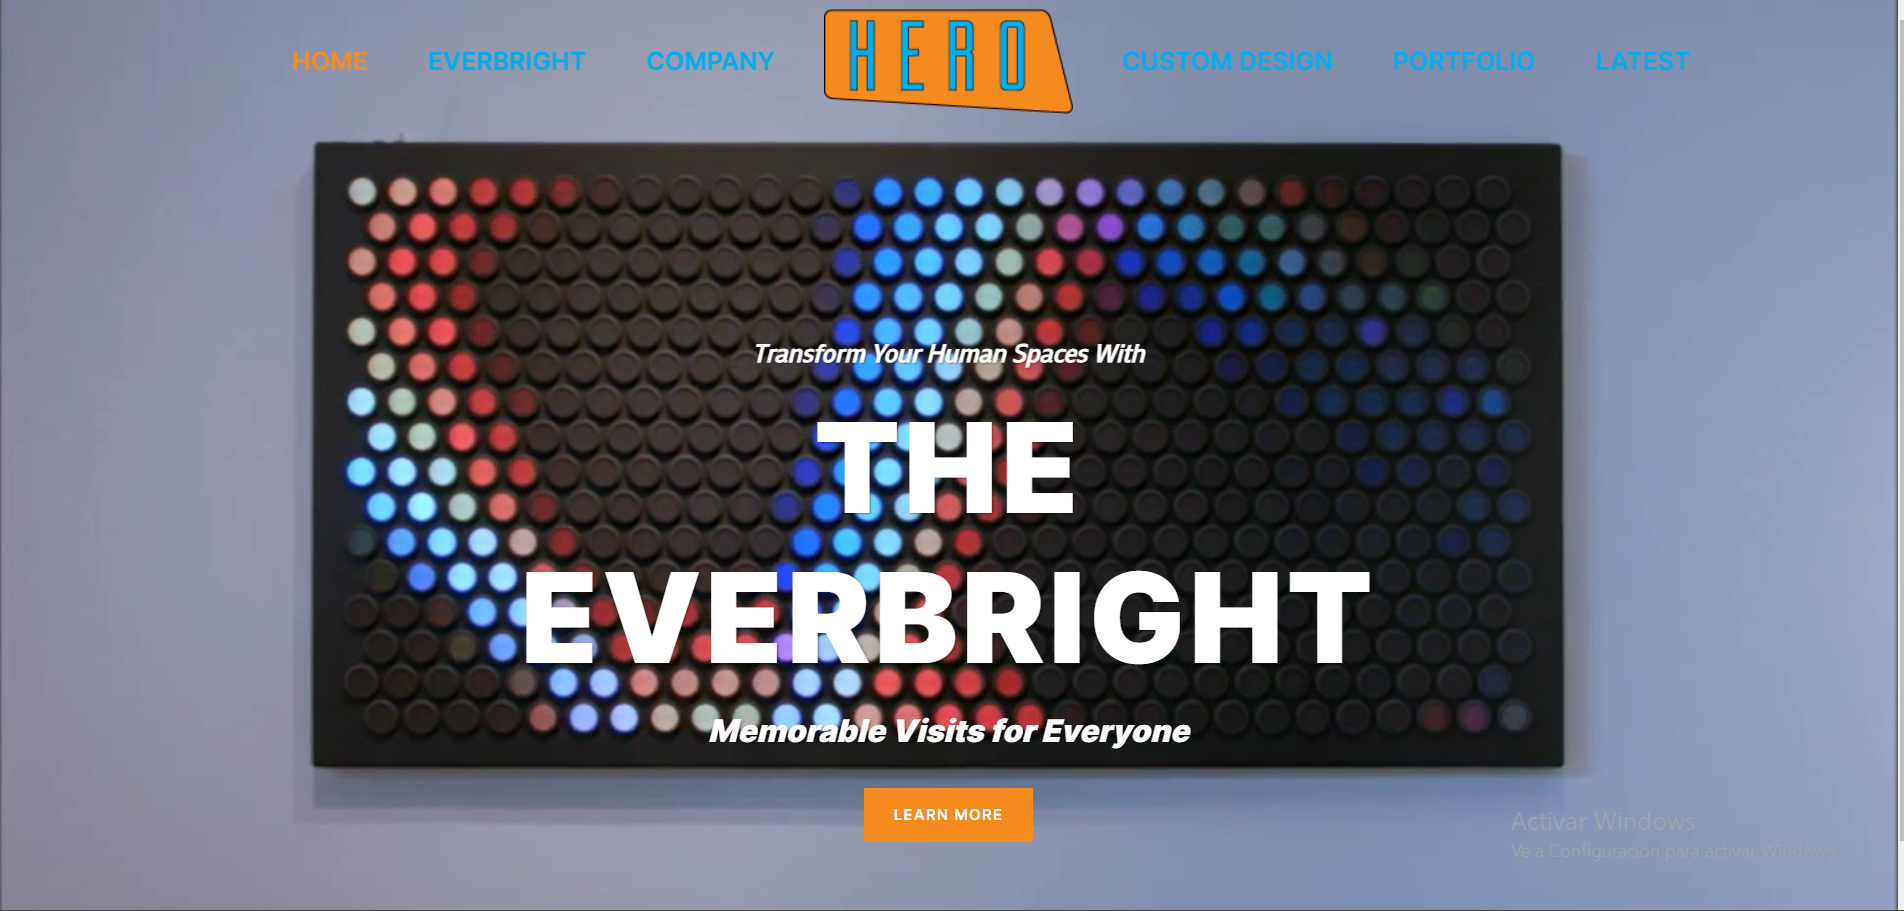 HOME EVERBRIGHT COMPANY HERO CUSTOM DESIGN PORTFOLIO LATEST
Transform Your Human Spaces With
THE
EVERBRIGHT
Memorable Visits for Everyone
LEARN MORE
Activar Windows
Ve a Configuración para activar Windows.